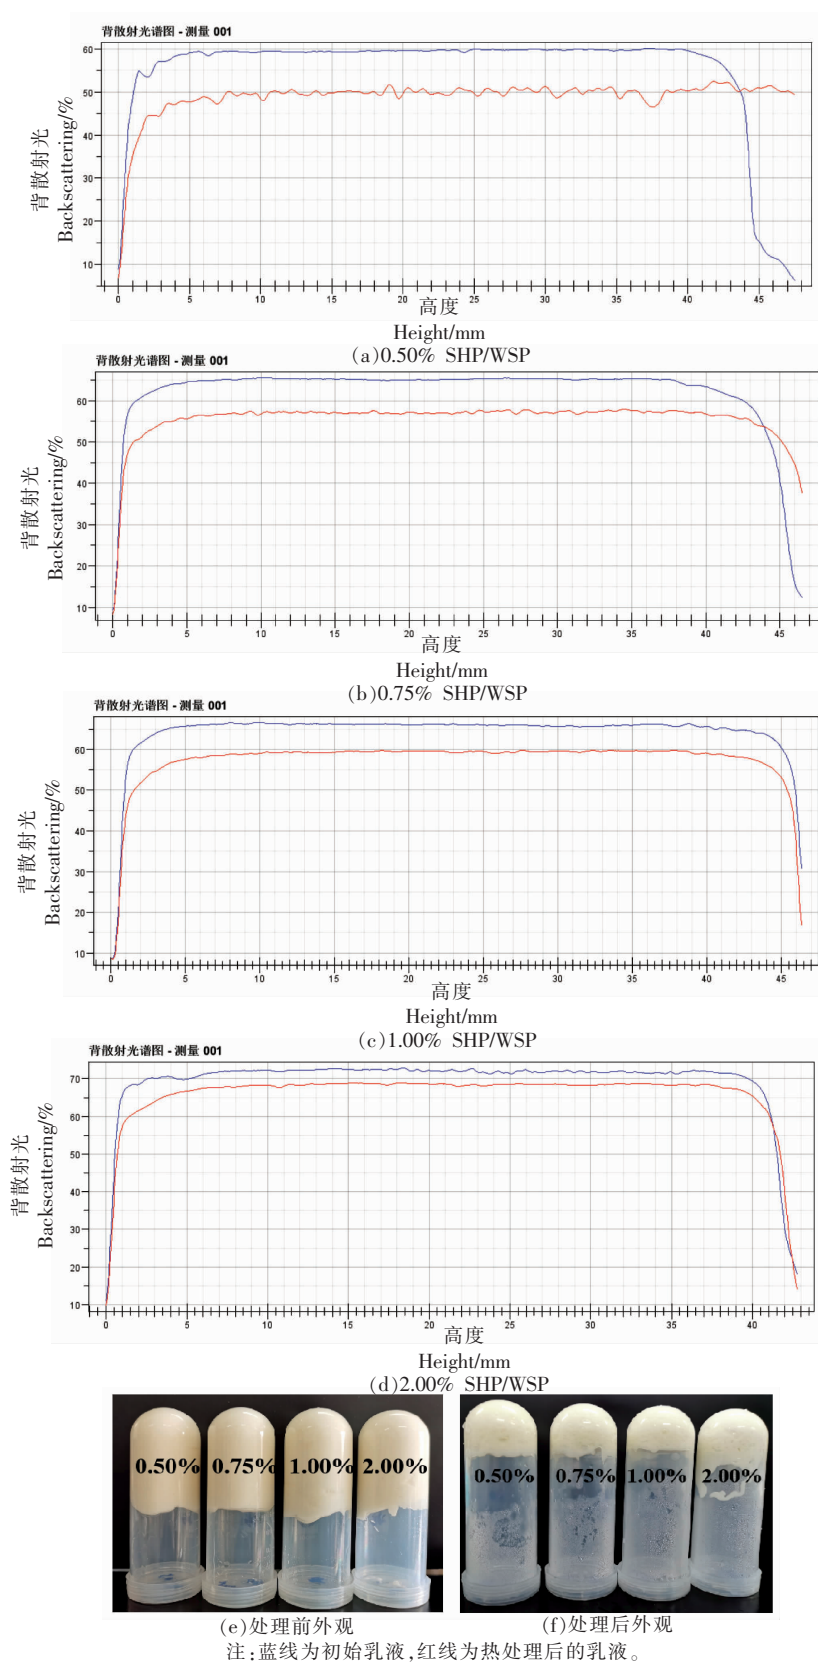 背散射光谱图 - 测量 001
60
50
40
30
20
10
背散射光
Backscattering/%
0 5 10 15 20 25 30 35 40 45
高度
Height/mm
(a)0.50% SHP/WSP
背散射光谱图 - 测量 001
60
50
40
30
20
10
背散射光
Backscattering/%
0 5 10 15 20 25 30 35 40 45
高度
Height/mm
(b)0.75% SHP/WSP
背散射光谱图 - 测量 001
60
50
40
30
20
10
背散射光
Backscattering/%
0 5 10 15 20 25 30 35 40 45
高度
Height/mm
(c)1.00% SHP/WSP
背散射光谱图 - 测量 001
70
60
50
40
30
20
10
背散射光
Backscattering/%
0 5 10 15 20 25 30 35 40
高度
Height/mm
(d)2.00% SHP/WSP
0.50% 0.75% 1.00% 2.00%
0.50% 0.75% 1.00% 2.00%
(e)处理前外观
(f)处理后外观
注:蓝线为初始乳液,红线为热处理后的乳液。